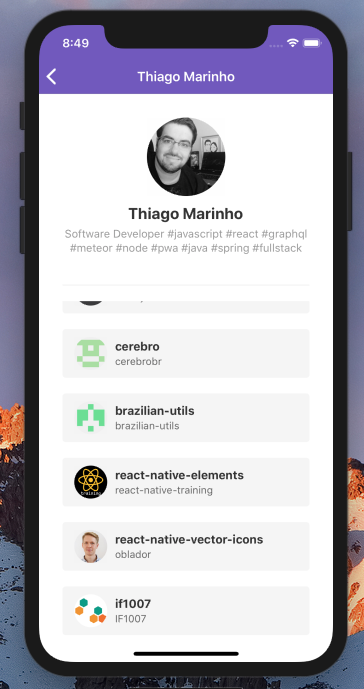 8:49
Thiago Marinho
Thiago Marinho
Software Developer #javascript #react #graphql
#meteor #node #pwa #java #spring #fullstack
cerebro
cerebrobr
brazilian-utils
brazilian-utils
react-native-elements
react-native-training
react-native-vector-icons
oblador
if1007
IF1007